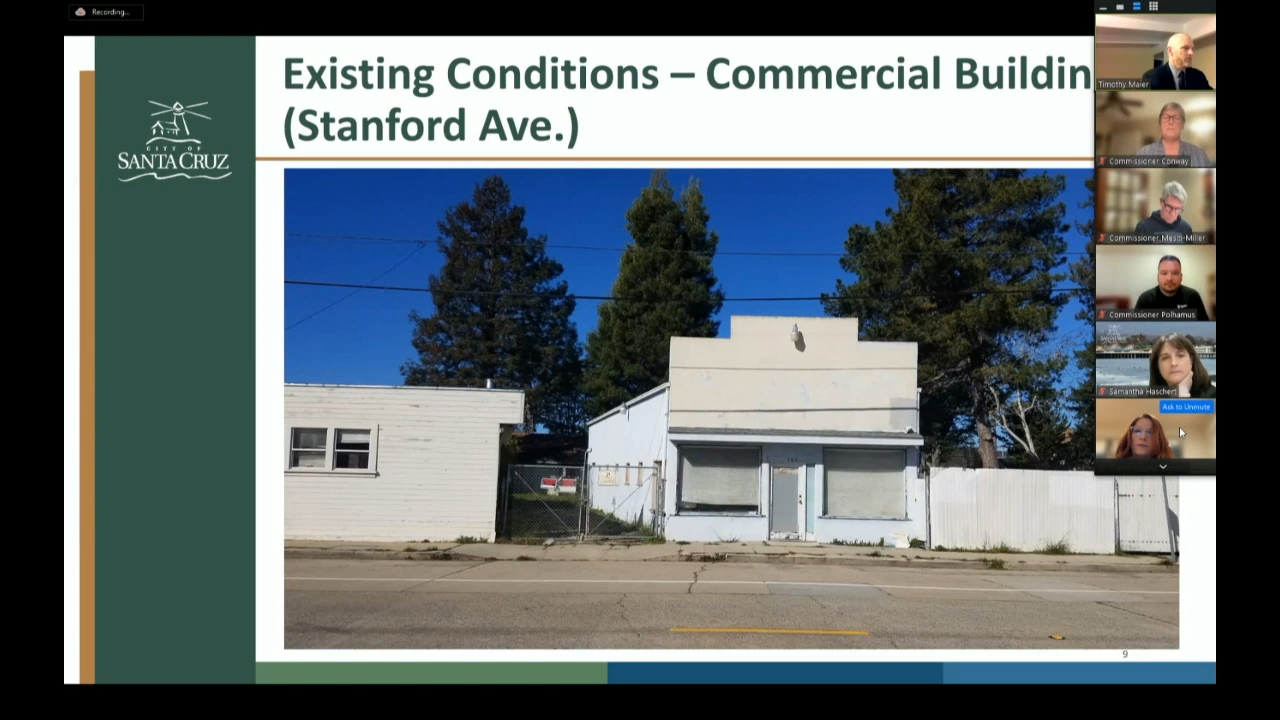 Recording...
Existing Conditions – Commercial Buildin
(Stanford Ave.)
CITY OF
SANTA CRUZ
Timothy Maier
Commissioner Conway
Commissioner Mesiti-Miller
Commissioner Polhamus
Samantha Haschert
Ask to Unmute
9